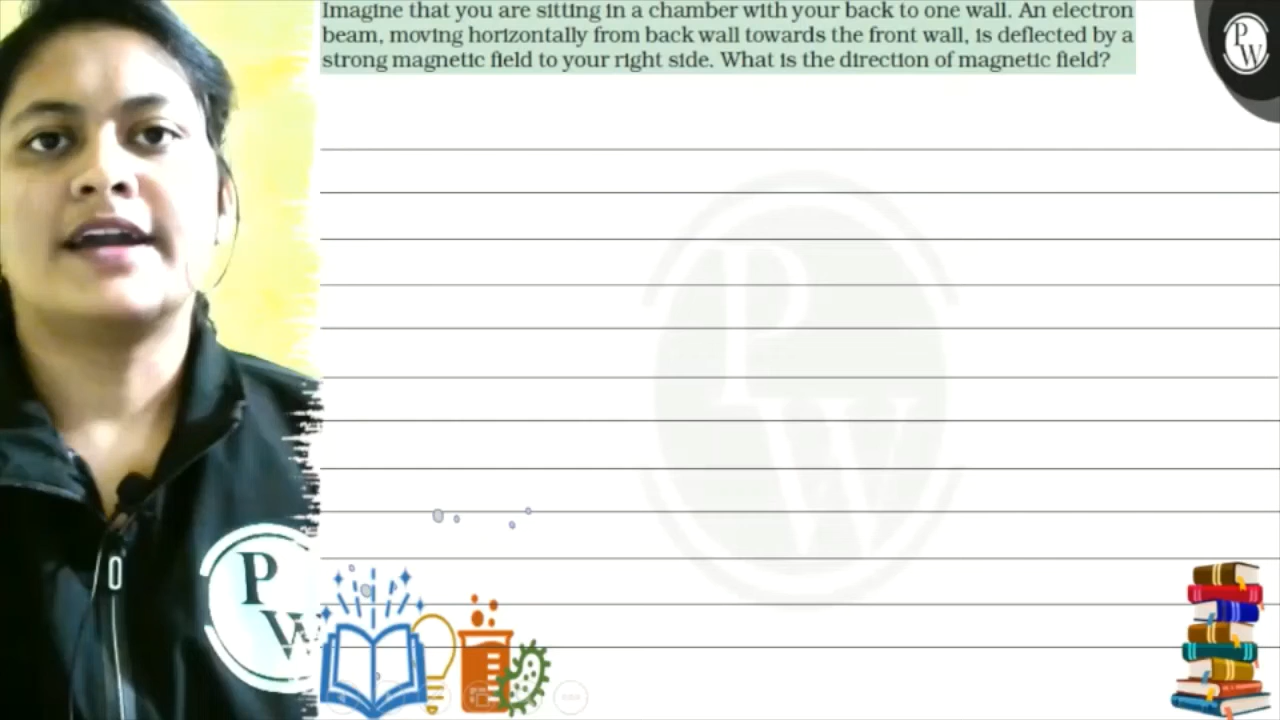 Imagine that you are sitting in a chamber with your back to one wall. An electron
beam, moving horizontally from back wall towards the front wall, is deflected by a
strong magnetic field to your right side. What is the direction of magnetic field?
P
W
P
W
P
W